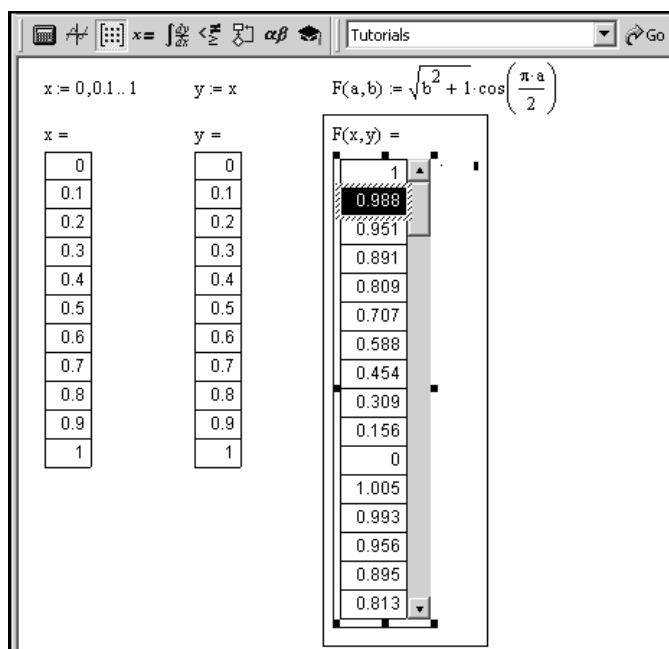 x= ∫ dy/dx <≠≥ αβ Tutorials Go
x := 0,0.1..1 y := x F(a,b) := √(b² + 1)·cos(π·a/2)
x = y = F(x,y) =
0 0 1
0.1 0.1 0.988
0.2 0.2 0.951
0.3 0.3 0.891
0.4 0.4 0.809
0.5 0.5 0.707
0.6 0.6 0.588
0.7 0.7 0.454
0.8 0.8 0.309
0.9 0.9 0.156
1 1 0
1.005
0.993
0.956
0.895
0.813